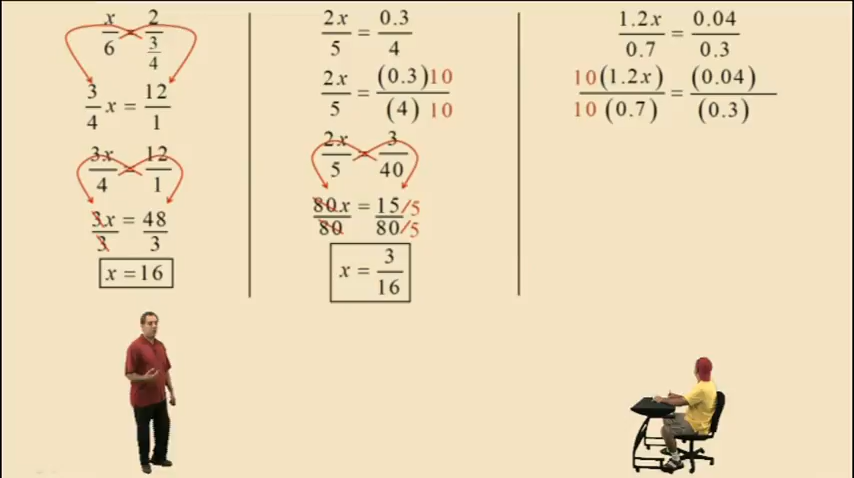 x/6 = 2/(3/4)
3/4 x = 12/1
3x/4 = 12/1
3x/3 = 48/3
x = 16
2x/5 = 0.3/4
2x/5 = (0.3)10/(4)10
2x/5 = 3/40
80x/80 = 15/5/80/5
x = 3/16
1.2x/0.7 = 0.04/0.3
10(1.2x)/10(0.7) = (0.04)/(0.3)